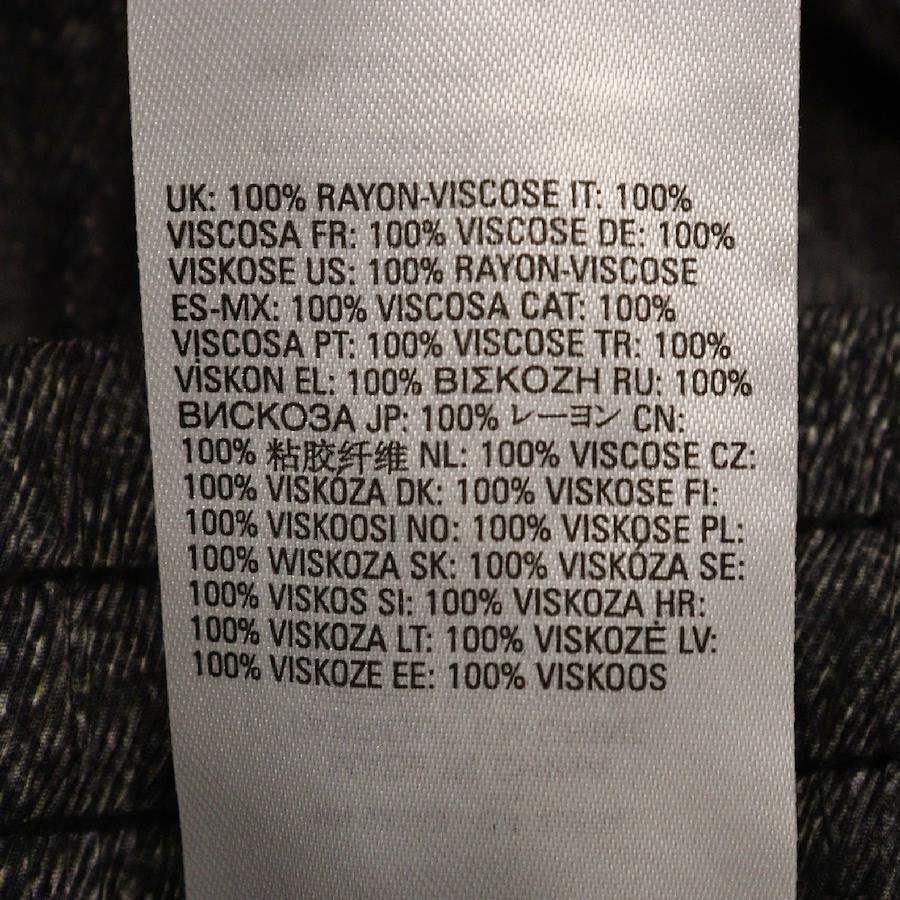 UK: 100% RAYON-VISCOSE IT: 100%
VISCOSA FR: 100% VISCOSE DE: 100%
VISKOSE US: 100% RAYON-VISCOSE
ES-MX: 100% VISCOSA CAT: 100%
VISCOSA PT: 100% VISCOSE TR: 100%
VİSKON EL: 100% ΒΙΣΚΟΖΗ RU: 100%
ВИСКОЗА JP: 100% レーヨン CN:
100% 粘胶纤维 NL: 100% VISCOSE CZ:
100% VISKÓZA DK: 100% VISKOSE FI:
100% VISKOOSI NO: 100% VISKOSE PL:
100% WISKOZA SK: 100% VISKÓZA SE:
100% VISKOS SI: 100% VISKOZA HR:
100% VISKOZA LT: 100% VISKOZĖ LV:
100% VISKOZE EE: 100% VISKOOS